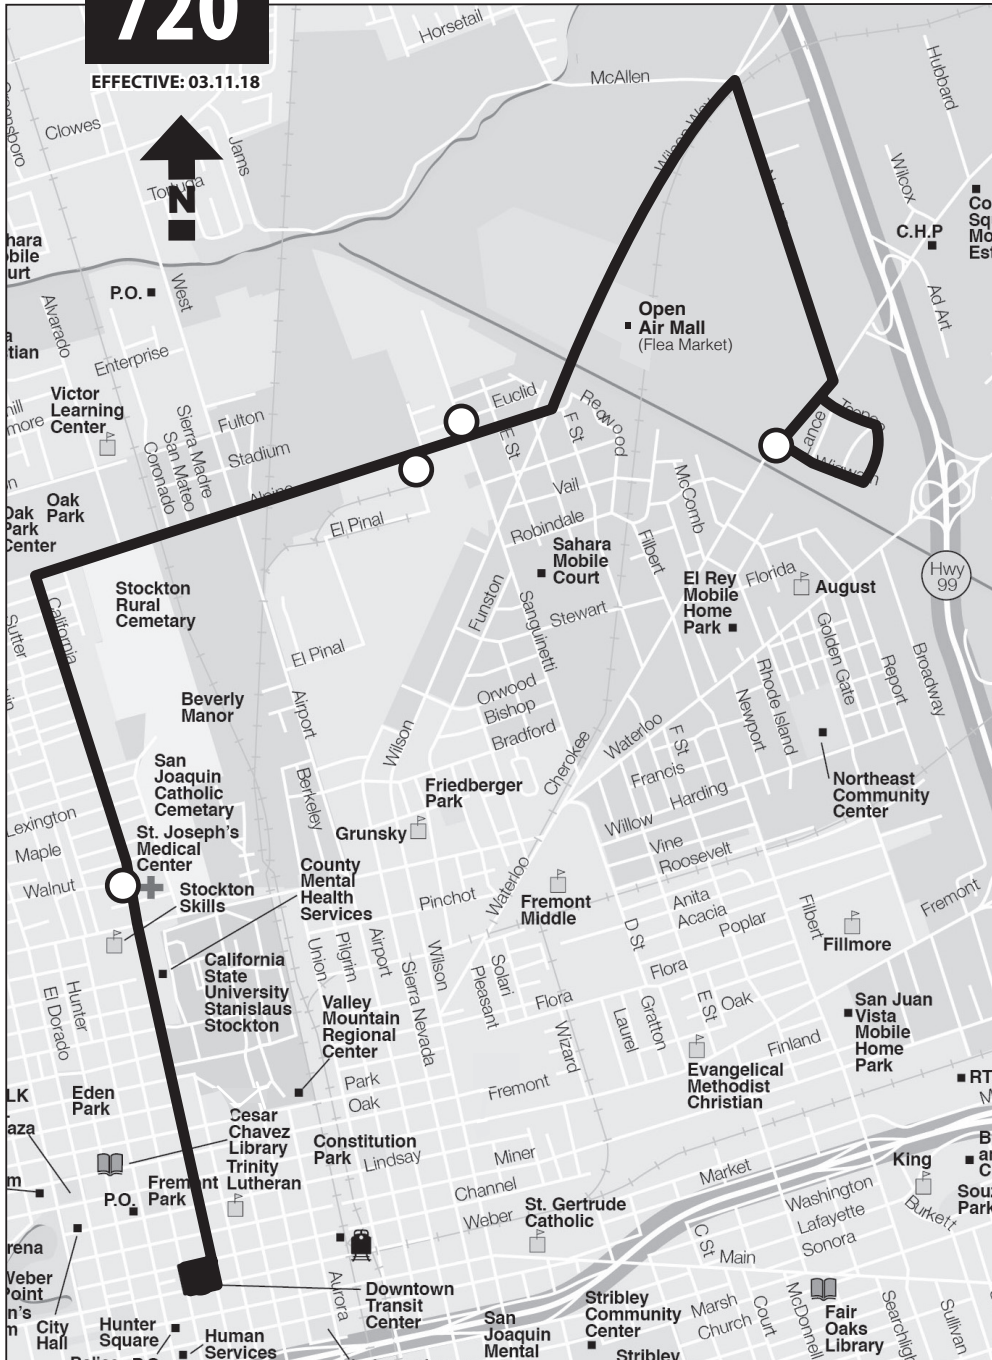 720
EFFECTIVE: 03.11.18
N
Horsetail
McAllen
Hubbard
Clowes
Jams
Tortuga
Wilcox
C.H.P
Ad Art
P.O.
West
Alvarado
Enterprise
Open
Air Mall
(Flea Market)
Victor
Learning
Center
Fulton
Stadium
Sierra Madre
San Mateo
Coronado
Alpine
Euclid
E St
F St
Redwood
Lance
Teepe
Wigwam
Oak
Park
Oak
Park
Center
El Pinal
Vail
Robindale
McComb
Filbert
Sahara
Mobile
Court
Hwy
99
Stockton
Rural
Cemetary
California
Sutter
Funston
Sanguinetti
Stewart
El Rey
Mobile
Home
Park
Florida
August
El Pinal
Golden Gate
Report
Broadway
Beverly
Manor
Airport
Orwood
Bishop
Bradford
Rhode Island
Newport
Wilson
Cherokee
Waterloo
F St
Francis
Harding
San
Joaquin
Catholic
Cemetary
Berkeley
Friedberger
Park
Grunsky
Northeast
Community
Center
Willow
Vine
Roosevelt
Lexington
Maple
Walnut
St. Joseph's
Medical
Center
Stockton
Skills
County
Mental
Health
Services
Pinchot
Waterloo
Fremont
Middle
Anita
Acacia
Poplar
Filbert
Fillmore
Fremont
D St
Flora
California
State
University
Stanislaus
Stockton
Union
Pilgrim
Airport
Sierra Nevada
Wilson
Pleasant
Solari
Flora
Hunter
El Dorado
Valley
Mountain
Regional
Center
Wizard
Laurel
Gratton
E St
Oak
San Juan
Vista
Mobile
Home
Park
Finland
Evangelical
Methodist
Christian
Eden
Park
Park
Oak
Fremont
Cesar
Chavez
Library
Constitution
Park
Lindsay
Miner
Trinity
Lutheran
Fremont
Park
P.O.
Channel
Weber
St. Gertrude
Catholic
Market
Washington
Lafayette
Sonora
King
Burkett
C St
Main
Downtown
Transit
Center
Aurora
City
Hall
Hunter
Square
Human
Services
San
Joaquin
Mental
Stribley
Community
Center
Stribley
Marsh
Church
Court
McDonnell
Fair
Oaks
Library
Sullivan